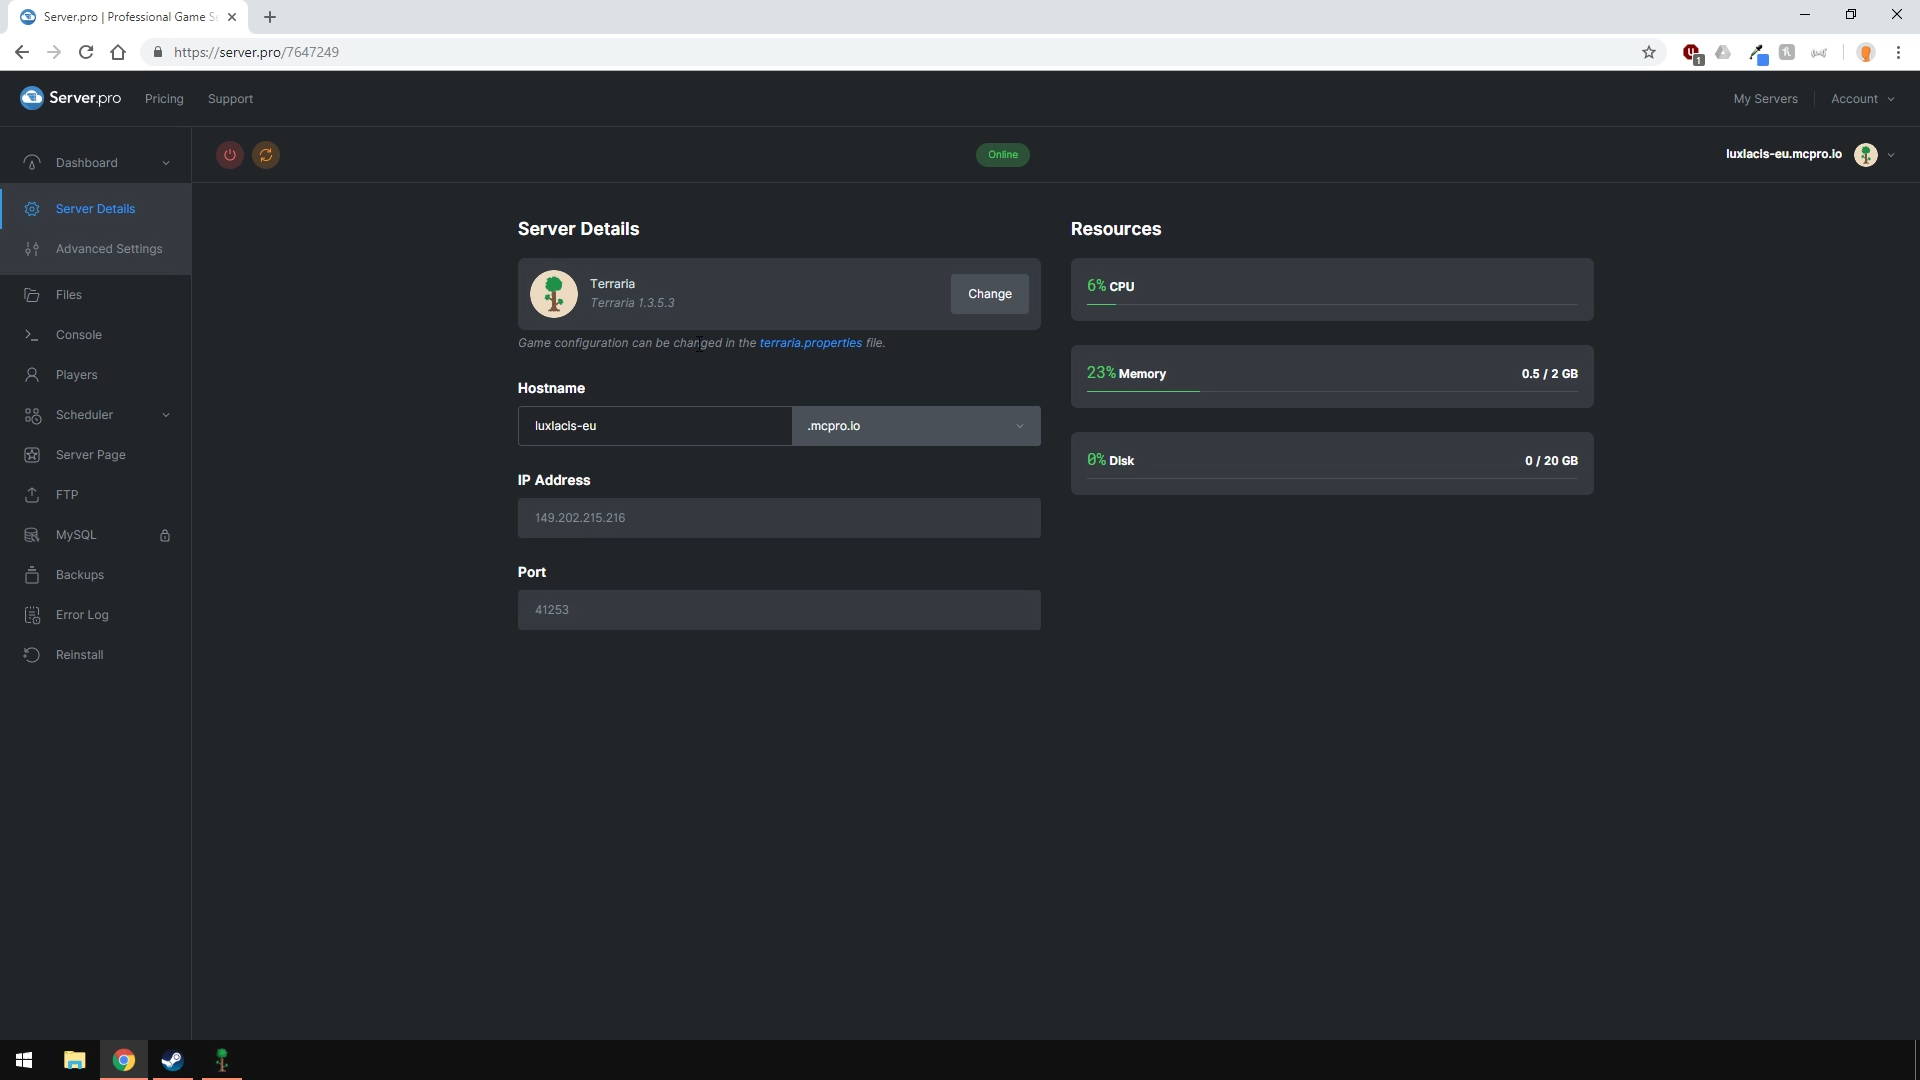 Server.pro | Professional Game Se
https://server.pro/7647249
1
Server.pro
Pricing
Support
My Servers
Account
Dashboard
Online
luxlacis-eu.mcpro.io
Server Details
Advanced Settings
Files
Console
Players
Scheduler
Server Page
FTP
MySQL
Backups
Error Log
Reinstall
Server Details
Terraria
Terraria 1.3.5.3
Change
Game configuration can be changed in the terraria.properties file.
Hostname
luxlacis-eu
.mcpro.io
IP Address
149.202.215.216
Port
41253
Resources
6% CPU
23% Memory
0.5 / 2 GB
0% Disk
0 / 20 GB